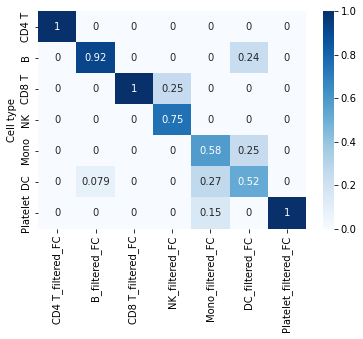 Cell type
CD4 T 1 0 0 0 0 0 0
B 0 0.92 0 0 0 0.24 0
CD8 T 0 0 1 0.25 0 0 0
NK 0 0 0 0.75 0 0 0
Mono 0 0 0 0 0.58 0.25 0
DC 0 0.079 0 0 0.27 0.52 0
Platelet 0 0 0 0 0.15 0 1
CD4 T_filtered_FC
B_filtered_FC
CD8 T_filtered_FC
NK_filtered_FC
Mono_filtered_FC
DC_filtered_FC
Platelet_filtered_FC
1.0
0.8
0.6
0.4
0.2
0.0